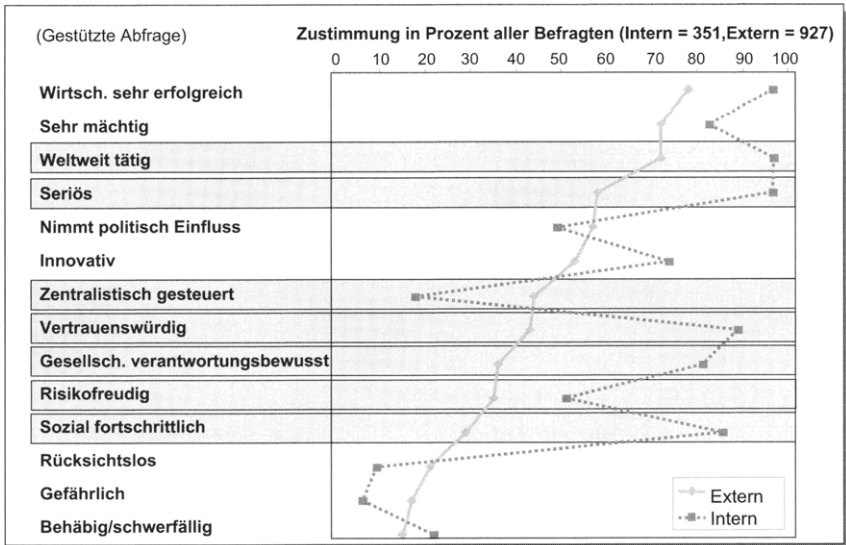 (Gestützte Abfrage)
Zustimmung in Prozent aller Befragten (Intern = 351,Extern = 927)
0 10 20 30 40 50 60 70 80 90 100
Wirtsch. sehr erfolgreich
Sehr mächtig
Weltweit tätig
Seriös
Nimmt politisch Einfluss
Innovativ
Zentralistisch gesteuert
Vertrauenswürdig
Gesellsch. verantwortungsbewusst
Risikofreudig
Sozial fortschrittlich
Rücksichtslos
Gefährlich
Behäbig/schwerfällig
Extern
Intern